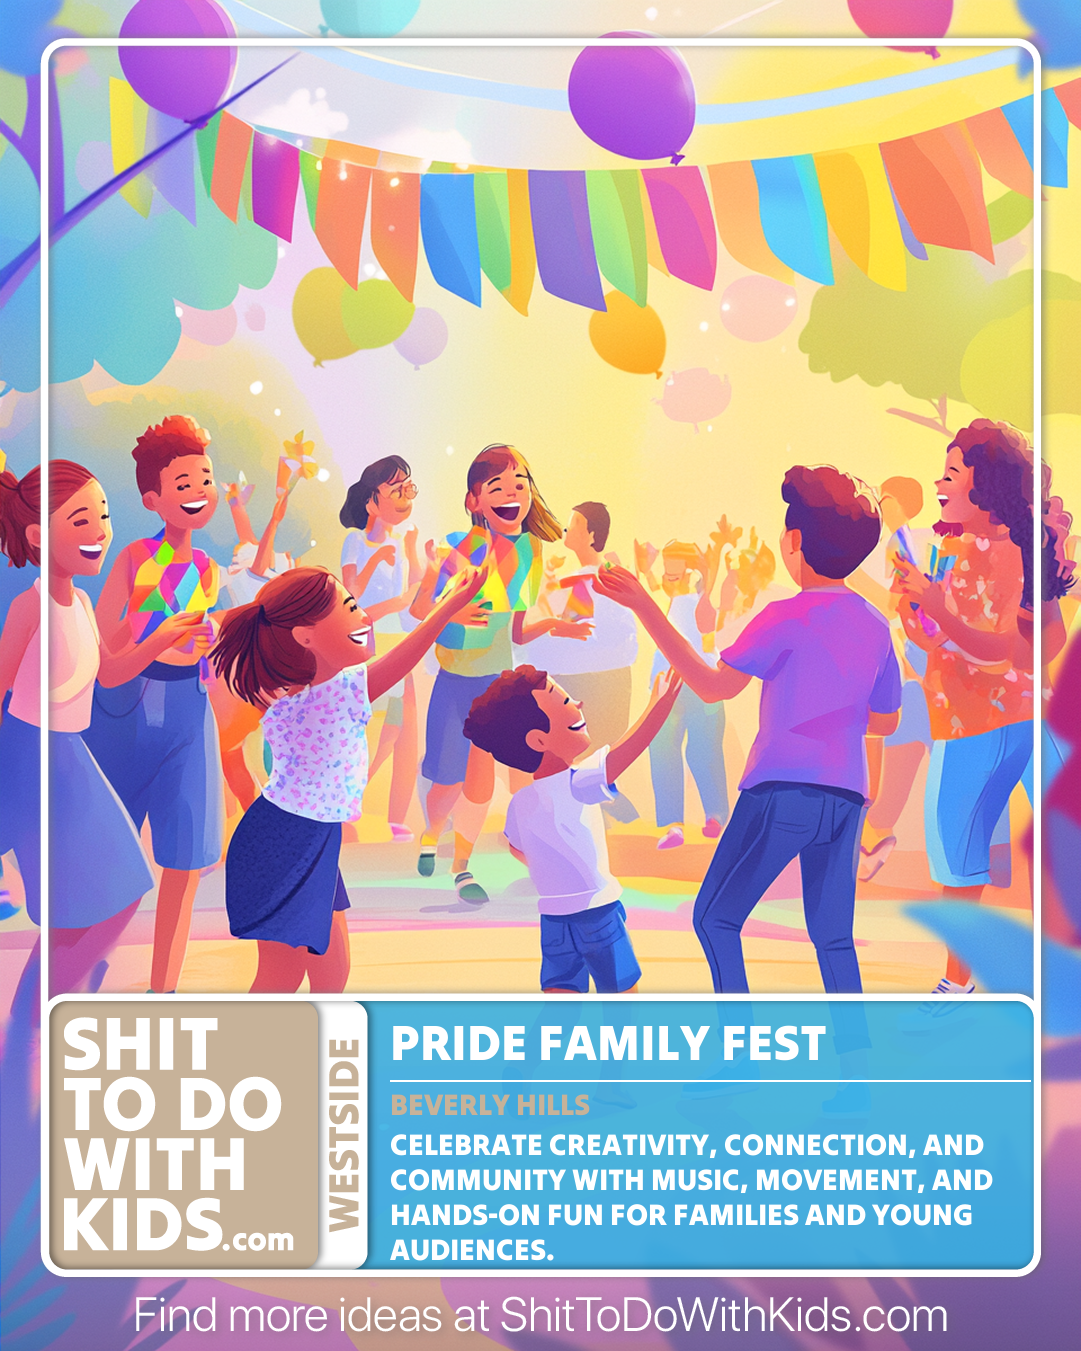 SHIT
TO DO
WITH
KIDS.com
WESTSIDE
PRIDE FAMILY FEST
BEVERLY HILLS
CELEBRATE CREATIVITY, CONNECTION, AND
COMMUNITY WITH MUSIC, MOVEMENT, AND
HANDS-ON FUN FOR FAMILIES AND YOUNG
AUDIENCES.
Find more ideas at ShitToDoWithKids.com